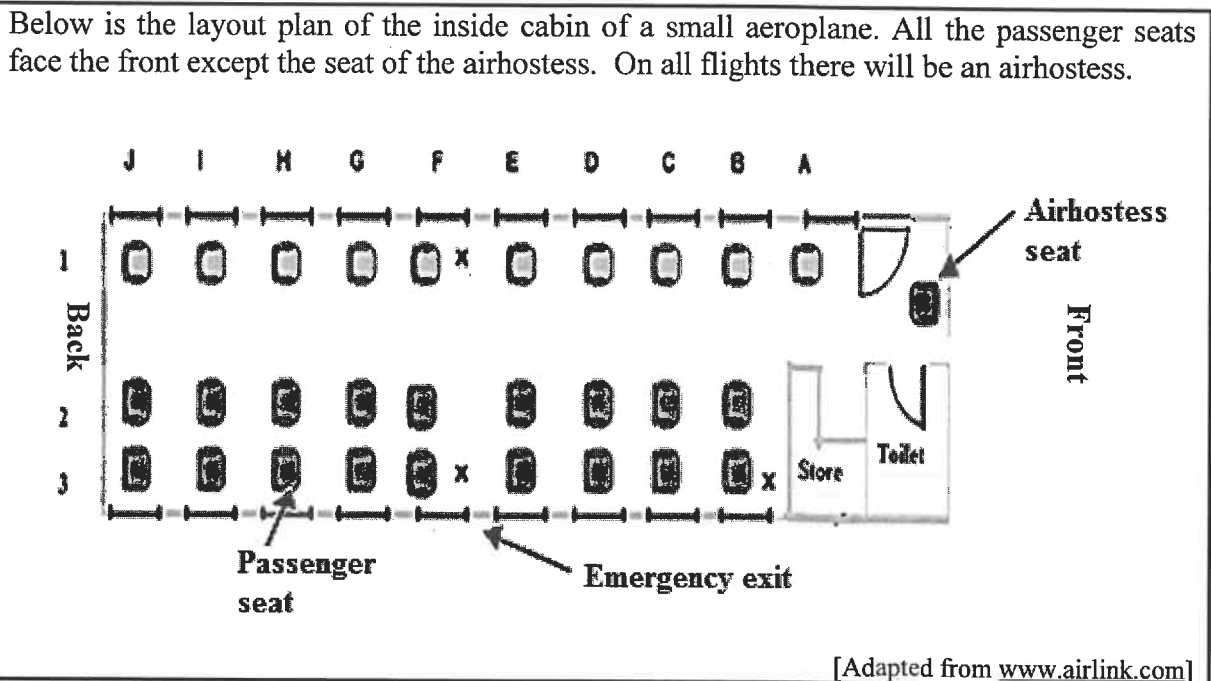 Below is the layout plan of the inside cabin of a small aeroplane. All the passenger seats
face the front except the seat of the airhostess. On all flights there will be an airhostess.
J I H G F E D C B A
Airhostess
seat
1
x
Back
Front
2
3
x
x
Store
Toilet
Passenger
seat
Emergency exit
[Adapted from www.airlink.com]